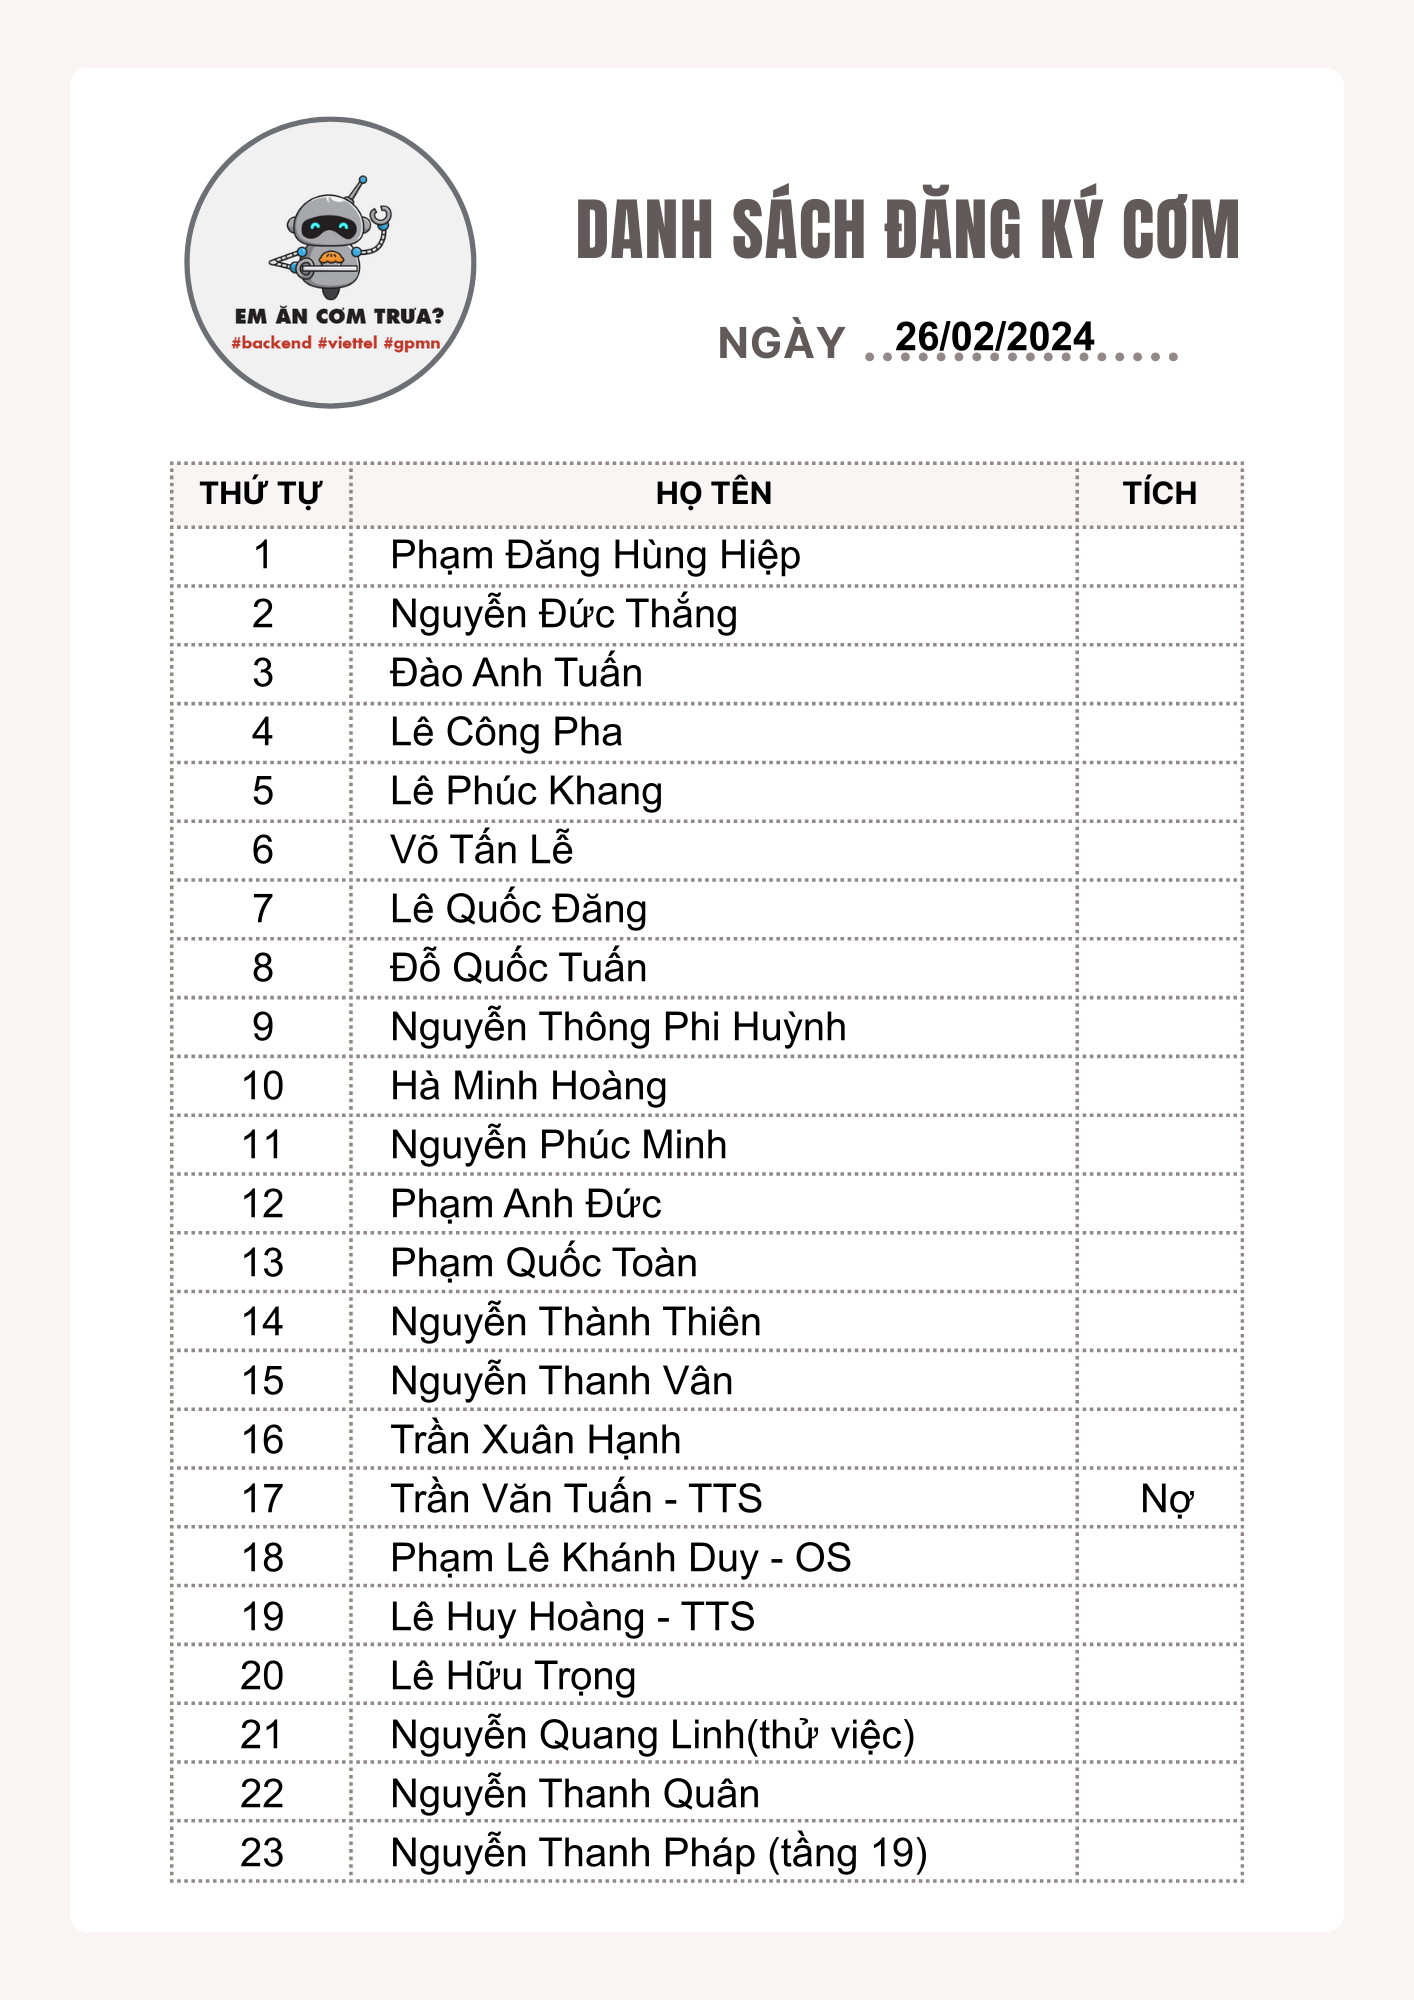 EM ĂN CƠM TRƯA?
#backend #viettel #gpmn
DANH SÁCH ĐĂNG KÝ CƠM
NGÀY 26/02/2024
THỨ TỰ HỌ TÊN TÍCH
1 Phạm Đăng Hùng Hiệp
2 Nguyễn Đức Thắng
3 Đào Anh Tuấn
4 Lê Công Pha
5 Lê Phúc Khang
6 Võ Tấn Lễ
7 Lê Quốc Đăng
8 Đỗ Quốc Tuấn
9 Nguyễn Thông Phi Huỳnh
10 Hà Minh Hoàng
11 Nguyễn Phúc Minh
12 Phạm Anh Đức
13 Phạm Quốc Toàn
14 Nguyễn Thành Thiên
15 Nguyễn Thanh Vân
16 Trần Xuân Hạnh
17 Trần Văn Tuấn - TTS Nợ
18 Phạm Lê Khánh Duy - OS
19 Lê Huy Hoàng - TTS
20 Lê Hữu Trọng
21 Nguyễn Quang Linh(thử việc)
22 Nguyễn Thanh Quân
23 Nguyễn Thanh Pháp (tầng 19)